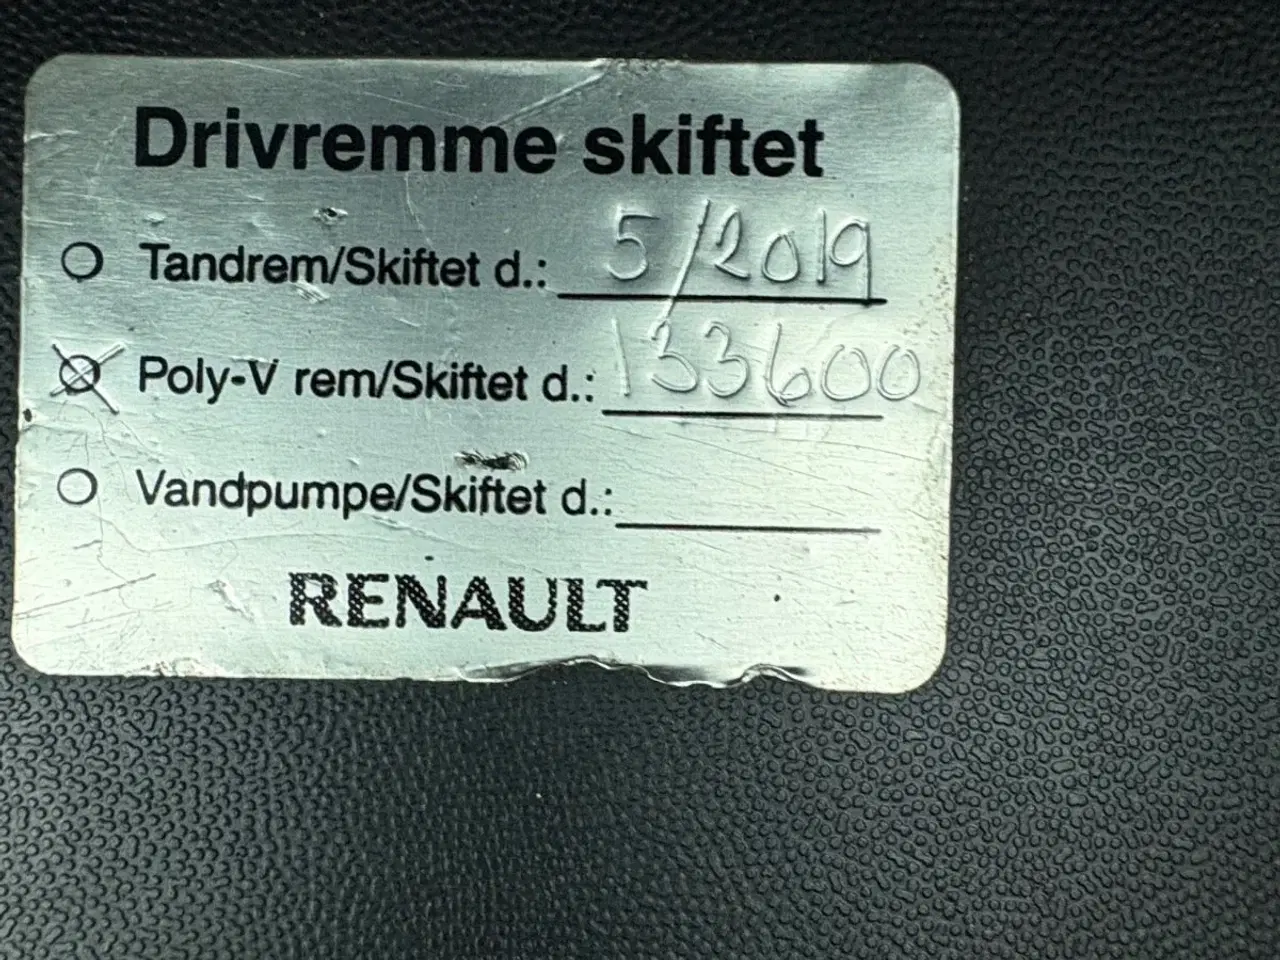 Drivremme skiftet
Tandrem/Skiftet d.: 5/2019
Poly-V rem/Skiftet d.: 133600
Vandpumpe/Skiftet d.:
RENAULT